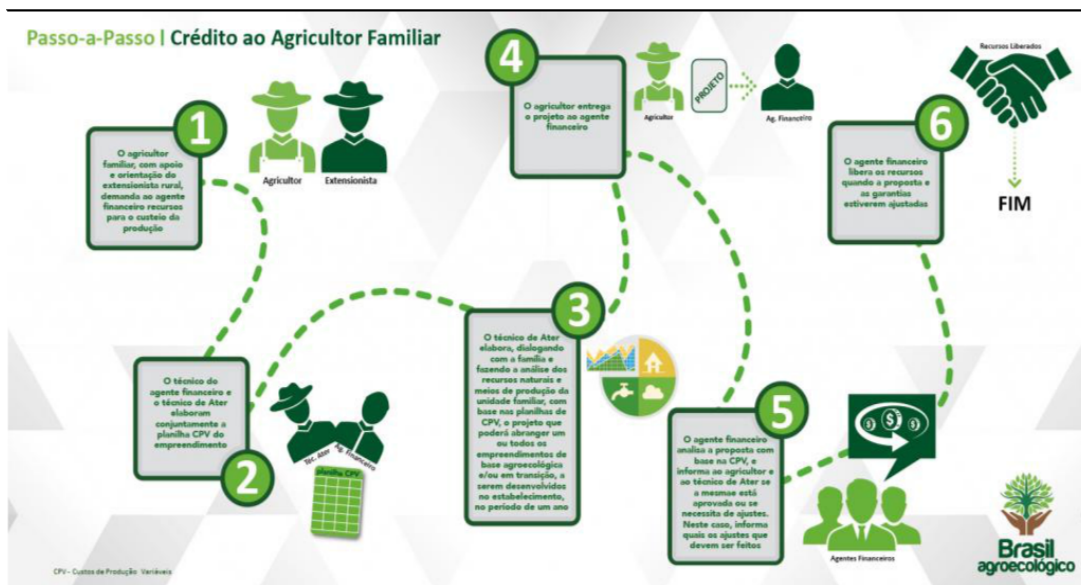 Passo-a-Passo | Crédito ao Agricultor Familiar
1
O agricultor
familiar, com apoio
e orientação do
extensionista rural,
demanda ao agente
financeiro recursos
para o custeio da
produção
Agricultor
Extensionista
2
O técnico do
agente financeiro e
o técnico de Ater
elaboram
conjuntamente a
planilha CPV do
empreendimento
Téc. Ater
Ag. Financeiro
planilha CPV
3
O técnico de Ater
elabora, dialogando
com a família e
fazendo a análise dos
recursos naturais e
meios de produção da
unidade familiar, com
base nas planilhas de
CPV, o projeto que
poderá abranger um
ou todos os
empreendimentos de
base agroecológica
e/ou em transição, a
serem desenvolvidos
no estabelecimento,
no período de um ano
4
O agricultor entrega
o projeto ao agente
financeiro
Agricultor
PROJETO
Ag. Financeiro
5
O agente financeiro
analisa a proposta com
base na CPV, e
informa ao agricultor e
ao técnico de Ater se
a mesmae está
aprovada ou se
necessita de ajustes.
Neste caso, informa
quais os ajustes que
devem ser feitos
$ $ $
Agentes Financeiros
6
O agente financeiro
libera os recursos
quando a proposta e
as garantias
estiverem ajustadas
Recursos Liberados
FIM
CPV – Custos de Produção Variáveis
Brasil
agroecológico